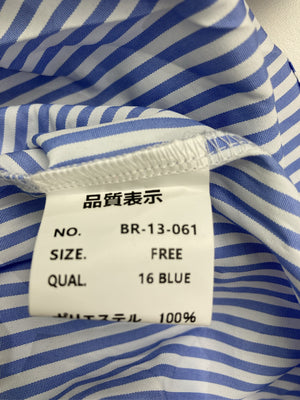 品質表示
NO. BR-13-061
SIZE. FREE
QUAL. 16 BLUE
ポリエステル 100%